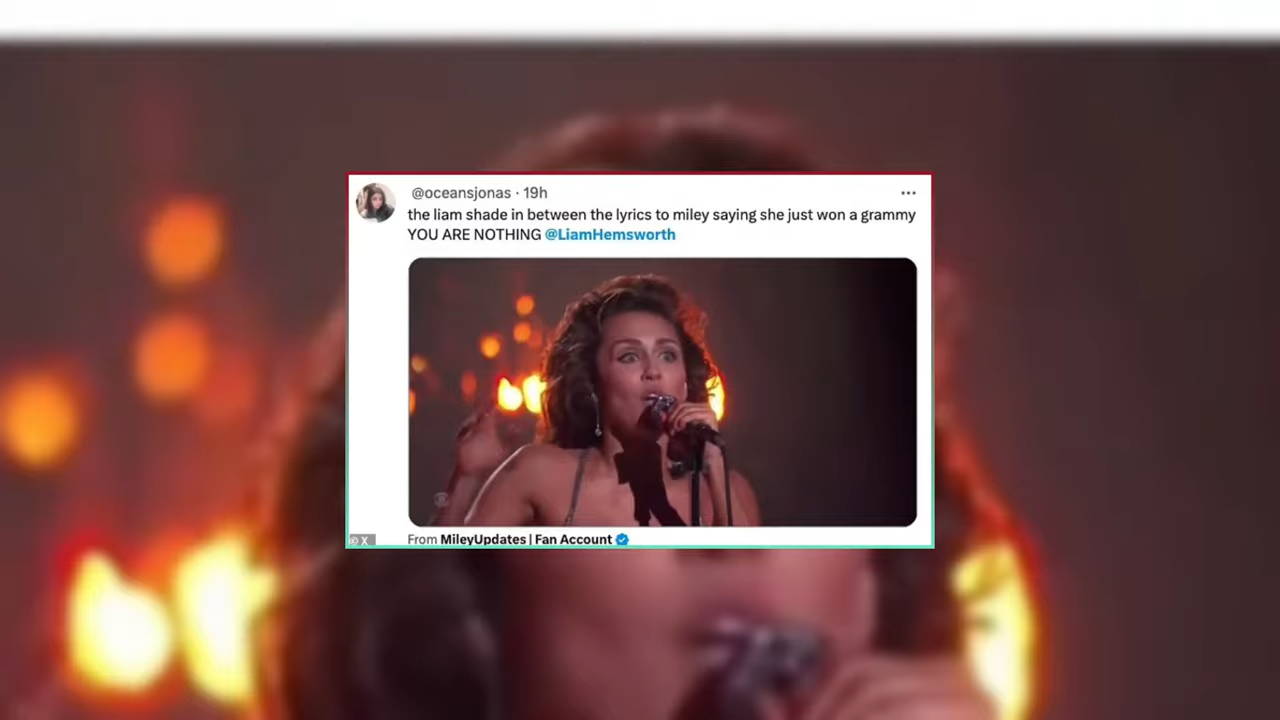 @oceansjonas · 19h
the liam shade in between the lyrics to miley saying she just won a grammy
YOU ARE NOTHING @LiamHemsworth
© X
From MileyUpdates | Fan Account